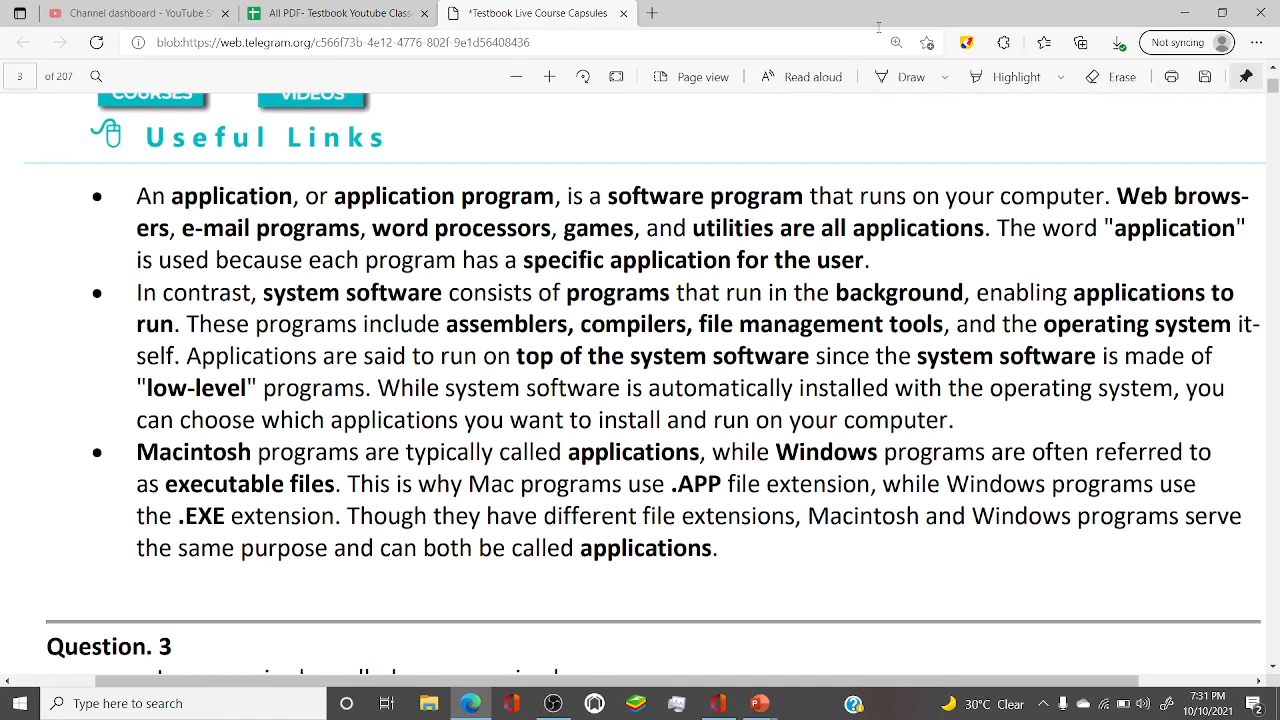 Channel dashboard - YouTube S
All PDF- Testbook Youtube Class
*Testbook Live Course Capsules
blob:https://web.telegram.org/c566f73b-4e12-4776-802f-9e1d56408436
Not syncing
3 of 207
Page view
Read aloud
Draw
Highlight
Erase
COURSES
VIDEOS
Useful Links
• An application, or application program, is a software program that runs on your computer. Web brows-
ers, e-mail programs, word processors, games, and utilities are all applications. The word "application"
is used because each program has a specific application for the user.
• In contrast, system software consists of programs that run in the background, enabling applications to
run. These programs include assemblers, compilers, file management tools, and the operating system it-
self. Applications are said to run on top of the system software since the system software is made of
"low-level" programs. While system software is automatically installed with the operating system, you
can choose which applications you want to install and run on your computer.
• Macintosh programs are typically called applications, while Windows programs are often referred to
as executable files. This is why Mac programs use .APP file extension, while Windows programs use
the .EXE extension. Though they have different file extensions, Macintosh and Windows programs serve
the same purpose and can both be called applications.
Question. 3
Type here to search
30°C Clear
7:31 PM
10/10/2021
2